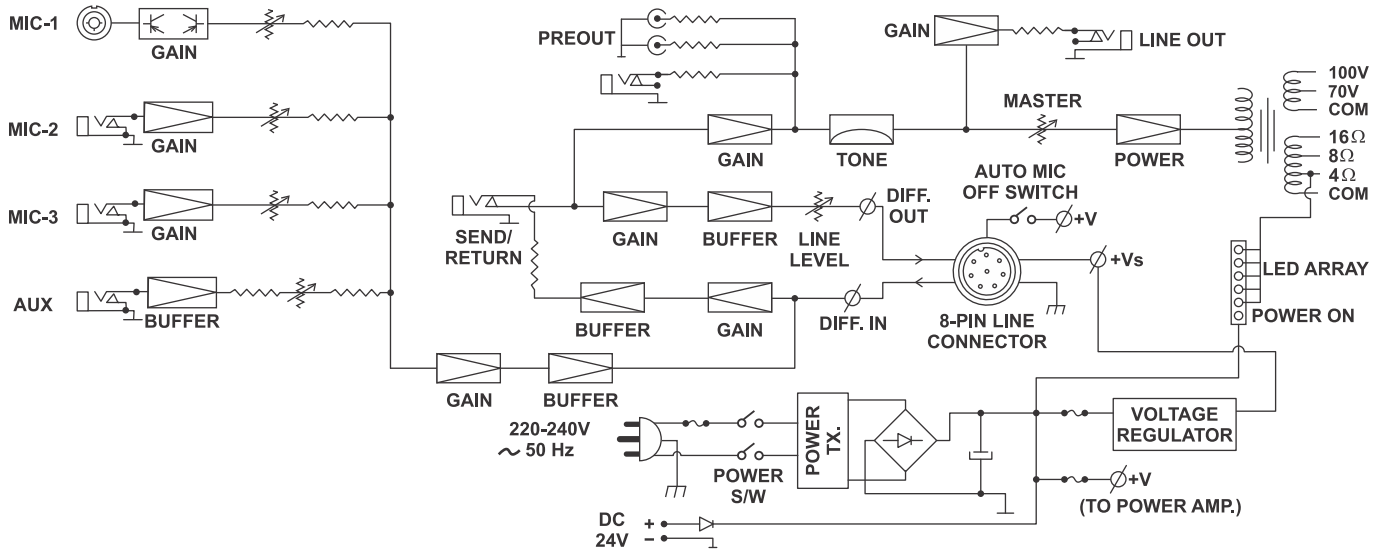 MIC-1
GAIN
MIC-2
GAIN
MIC-3
GAIN
AUX
BUFFER
GAIN
BUFFER
PREOUT
GAIN
LINE OUT
GAIN
TONE
MASTER
POWER
100V
70V
COM
16Ω
8Ω
4Ω
COM
SEND/
RETURN
GAIN
BUFFER
LINE
LEVEL
DIFF.
OUT
AUTO MIC
OFF SWITCH
+V
BUFFER
GAIN
DIFF. IN
8-PIN LINE
CONNECTOR
+Vs
LED ARRAY
POWER ON
220-240V
~ 50 Hz
POWER
S/W
POWER
TX.
VOLTAGE
REGULATOR
+V
(TO POWER AMP.)
DC
24V
+
−